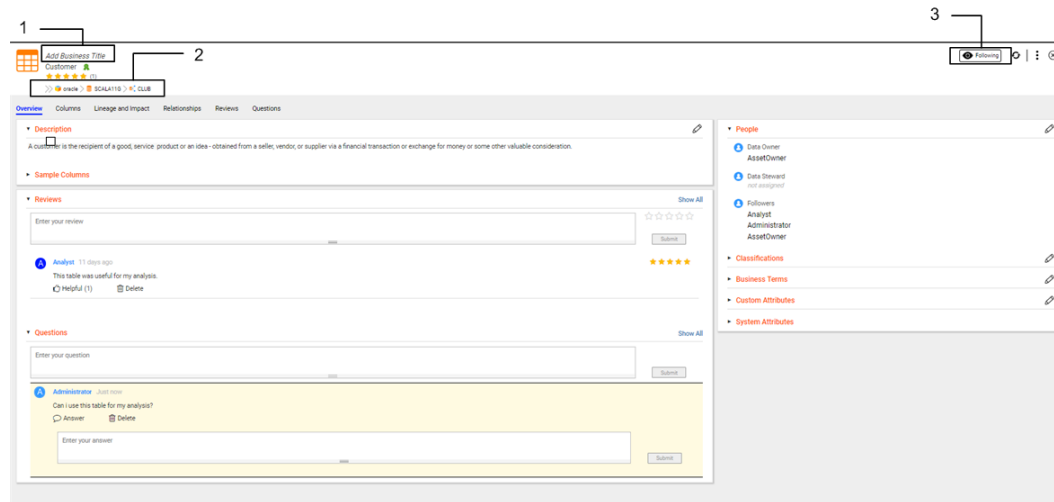 1
2
3
Add Business Title
Following
Customer
(1)
oracle > SCALA11G > CLUB
Overview Columns Lineage and Impact Relationships Reviews Questions
Description
A customer is the recipient of a good, service product or an idea - obtained from a seller, vendor, or supplier via a financial transaction or exchange for money or some other valuable consideration.
Sample Columns
Reviews Show All
Enter your review
Submit
A Analyst 11 days ago
This table was useful for my analysis.
Helpful (1) Delete
Questions Show All
Enter your question
Submit
A Administrator Just now
Can i use this table for my analysis?
Answer Delete
Enter your answer
Submit
People
Data Owner
AssetOwner
Data Steward
not assigned
Followers
Analyst
Administrator
AssetOwner
Classifications
Business Terms
Custom Attributes
System Attributes